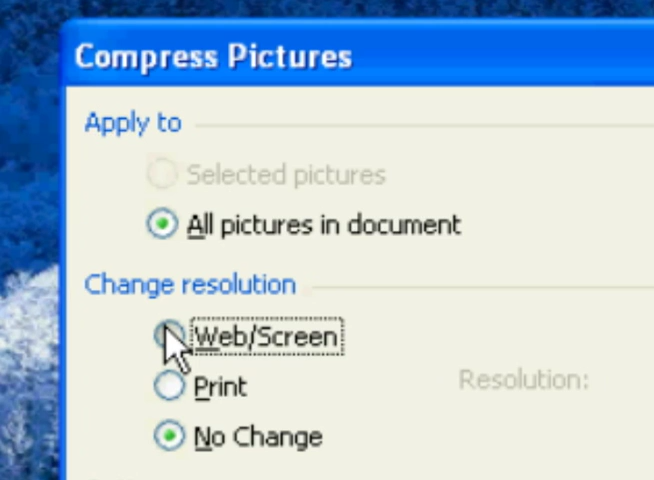 Compress Pictures
Apply to
Selected pictures
All pictures in document
Change resolution
Web/Screen
Print
Resolution:
No Change